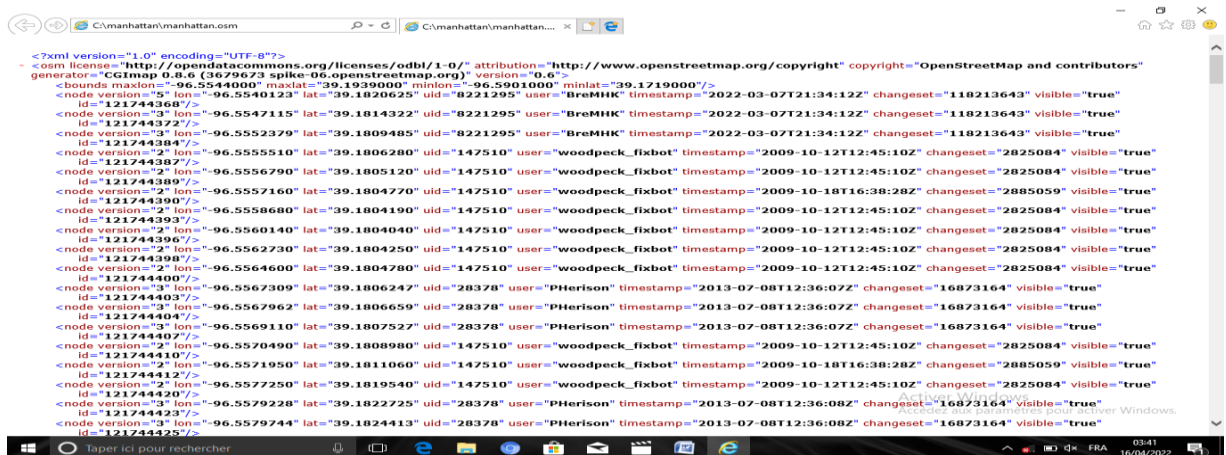 C:\manhattan\manhattan.osm
C:\manhattan\manhattan....
<?xml version="1.0" encoding="UTF-8"?>
- <osm license="http://opendatacommons.org/licenses/odbl/1-0/" attribution="http://www.openstreetmap.org/copyright" copyright="OpenStreetMap and contributors"
generator="CGImap 0.8.6 (3679673 spike-06.openstreetmap.org)" version="0.6">
<bounds maxlon="-96.5544000" maxlat="39.1939000" minlon="-96.5901000" minlat="39.1719000"/>
<node version="5" lon="-96.5540123" lat="39.1820625" uid="8221295" user="BreMHK" timestamp="2022-03-07T21:34:12Z" changeset="118213643" visible="true"
id="121744368"/>
<node version="3" lon="-96.5547115" lat="39.1814322" uid="8221295" user="BreMHK" timestamp="2022-03-07T21:34:12Z" changeset="118213643" visible="true"
id="121744372"/>
<node version="3" lon="-96.5552379" lat="39.1809485" uid="8221295" user="BreMHK" timestamp="2022-03-07T21:34:12Z" changeset="118213643" visible="true"
id="121744384"/>
<node version="2" lon="-96.5555510" lat="39.1806280" uid="147510" user="woodpeck_fixbot" timestamp="2009-10-12T12:45:10Z" changeset="2825084" visible="true"
id="121744387"/>
<node version="2" lon="-96.5556790" lat="39.1805120" uid="147510" user="woodpeck_fixbot" timestamp="2009-10-12T12:45:10Z" changeset="2825084" visible="true"
id="121744389"/>
<node version="2" lon="-96.5557160" lat="39.1804770" uid="147510" user="woodpeck_fixbot" timestamp="2009-10-18T16:38:28Z" changeset="2885059" visible="true"
id="121744390"/>
<node version="2" lon="-96.5558680" lat="39.1804190" uid="147510" user="woodpeck_fixbot" timestamp="2009-10-12T12:45:10Z" changeset="2825084" visible="true"
id="121744393"/>
<node version="2" lon="-96.5560140" lat="39.1804040" uid="147510" user="woodpeck_fixbot" timestamp="2009-10-12T12:45:10Z" changeset="2825084" visible="true"
id="121744396"/>
<node version="2" lon="-96.5562730" lat="39.1804250" uid="147510" user="woodpeck_fixbot" timestamp="2009-10-12T12:45:10Z" changeset="2825084" visible="true"
id="121744398"/>
<node version="2" lon="-96.5564600" lat="39.1804780" uid="147510" user="woodpeck_fixbot" timestamp="2009-10-12T12:45:10Z" changeset="2825084" visible="true"
id="121744400"/>
<node version="3" lon="-96.5567309" lat="39.1806247" uid="28378" user="PHerison" timestamp="2013-07-08T12:36:07Z" changeset="16873164" visible="true"
id="121744403"/>
<node version="3" lon="-96.5567962" lat="39.1806659" uid="28378" user="PHerison" timestamp="2013-07-08T12:36:07Z" changeset="16873164" visible="true"
id="121744404"/>
<node version="3" lon="-96.5569110" lat="39.1807527" uid="28378" user="PHerison" timestamp="2013-07-08T12:36:07Z" changeset="16873164" visible="true"
id="121744407"/>
<node version="2" lon="-96.5570490" lat="39.1808980" uid="147510" user="woodpeck_fixbot" timestamp="2009-10-12T12:45:10Z" changeset="2825084" visible="true"
id="121744410"/>
<node version="2" lon="-96.5571950" lat="39.1811060" uid="147510" user="woodpeck_fixbot" timestamp="2009-10-18T16:38:28Z" changeset="2885059" visible="true"
id="121744412"/>
<node version="2" lon="-96.5577250" lat="39.1819540" uid="147510" user="woodpeck_fixbot" timestamp="2009-10-12T12:45:10Z" changeset="2825084" visible="true"
id="121744420"/>
<node version="3" lon="-96.5579228" lat="39.1822725" uid="28378" user="PHerison" timestamp="2013-07-08T12:36:08Z" changeset="16873164" visible="true"
id="121744423"/>
<node version="3" lon="-96.5579744" lat="39.1824413" uid="28378" user="PHerison" timestamp="2013-07-08T12:36:08Z" changeset="16873164" visible="true"
id="121744425"/>
Activer Windows
Accédez aux paramètres pour activer Windows.
Taper ici pour rechercher
FRA
03:41
16/04/2022